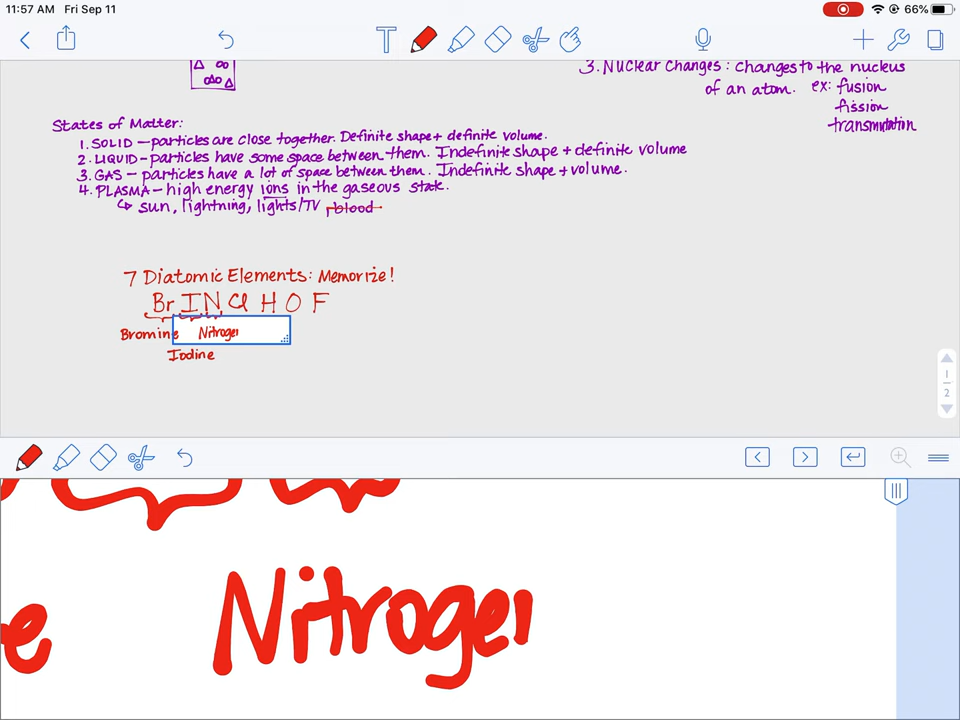 11:57 AM Fri Sep 11
66%
T
3. Nuclear Changes: Changes to the nucleus
of an atom. ex: fusion
fission
transmutation
States of Matter:
1. SOLID – particles are close together. Definite shape + definite volume.
2. LIQUID – particles have some space between them. Indefinite shape + definite volume
3. GAS – particles have a lot of space between them. Indefinite shape + volume.
4. PLASMA – high energy ions in the gaseous state.
↳ sun, lightning, lights/TV blood
7 Diatomic Elements: Memorize!
Br I N Cl H O F
Bromine Nitroger
Iodine
1
2
e Nitroger